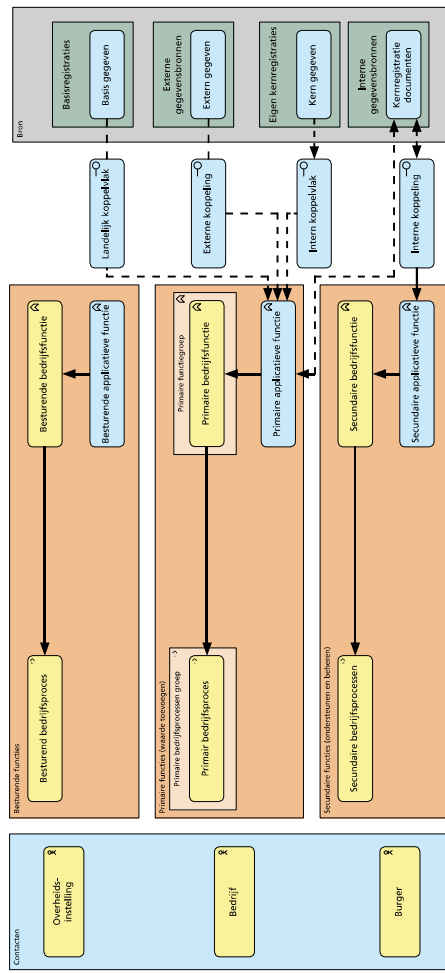 Contacten
Overheids-
instelling
Bedrijf
Burger
Besturende functies
Besturend bedrijfsproces
Besturende bedrijfsfunctie
Besturende applicatieve functie
Primaire functies (waarde toevoegen)
Primaire bedrijfsprocessen groep
Primair bedrijfsproces
Primaire functiegroep
Primaire bedrijfsfunctie
Primaire applicatieve functie
Secundaire functies (ondersteunen en beheren)
Secundaire bedrijfsprocessen
Secundaire bedrijfsfunctie
Secundaire applicatieve functie
Landelijk koppelvlak
Externe koppeling
Intern koppelvlak
Interne koppeling
Bron
Basisregistraties
Basis gegeven
Externe
gegevensbronnen
Extern gegeven
Eigen kernregistraties
Kern gegeven
Interne
gegevensbronnen
Kernregistratie
documenten